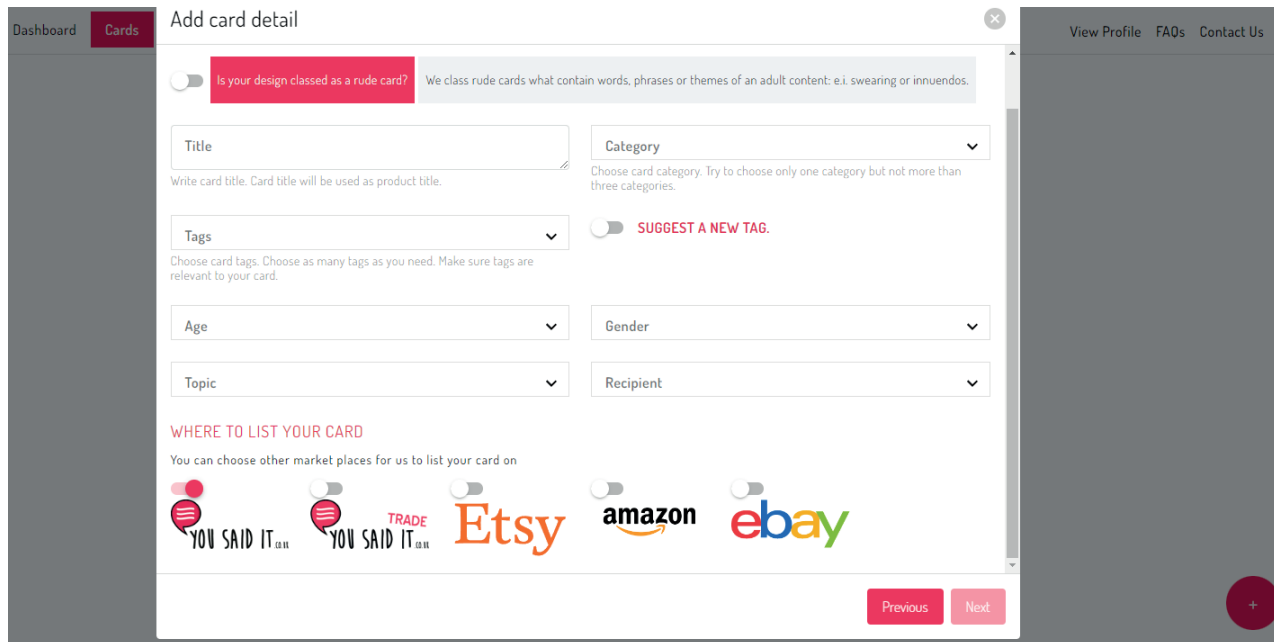 Add card detail
Dashboard
Cards
View Profile
FAQs
Contact Us
Is your design classed as a rude card?
We class rude cards what contain words, phrases or themes of an adult content: e.i. swearing or innuendos.
Title
Write card title. Card title will be used as product title.
Category
Choose card category. Try to choose only one category but not more than
three categories.
Tags
Choose card tags. Choose as many tags as you need. Make sure tags are
relevant to your card.
SUGGEST A NEW TAG.
Age
Gender
Topic
Recipient
WHERE TO LIST YOUR CARD
You can choose other market places for us to list your card on
YOU SAID IT.co.uk
TRADE
YOU SAID IT.co.uk
Etsy
amazon
ebay
Previous
Next
+